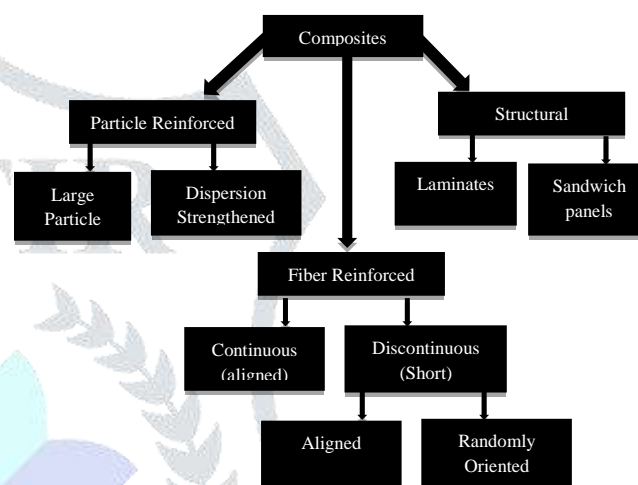 Composites
Particle Reinforced
Structural
Large
Particle
Dispersion
Strengthened
Laminates
Sandwich
panels
Fiber Reinforced
Continuous
(aligned)
Discontinuous
(Short)
Aligned
Randomly
Oriented